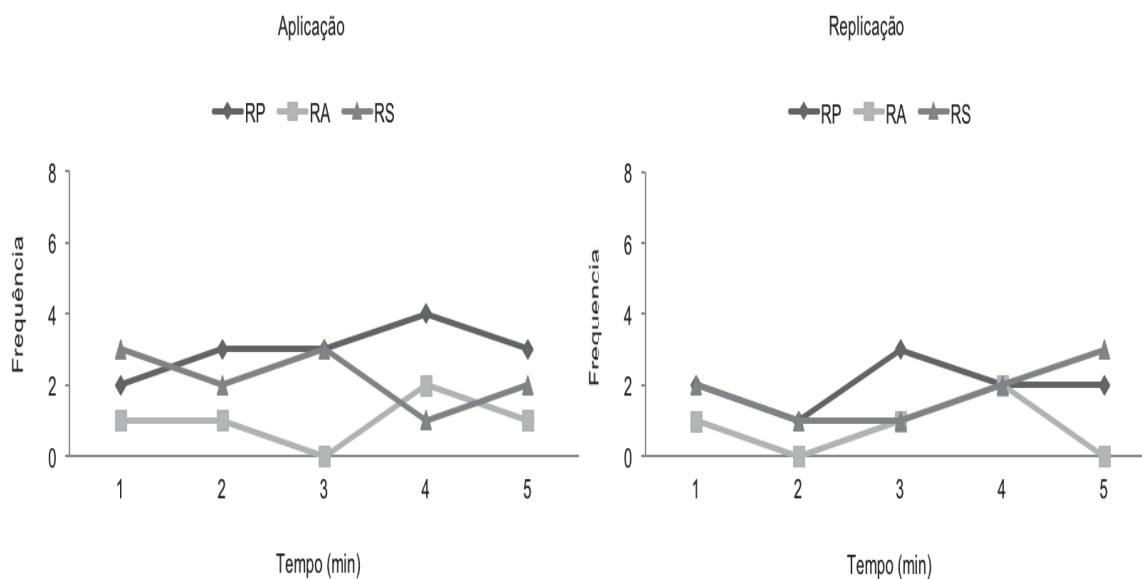 Aplicação
RP RA RS
Frequência
8
6
4
2
0
1 2 3 4 5
Tempo (min)
Replicação
RP RA RS
Frequencia
8
6
4
2
0
1 2 3 4 5
Tempo (min)